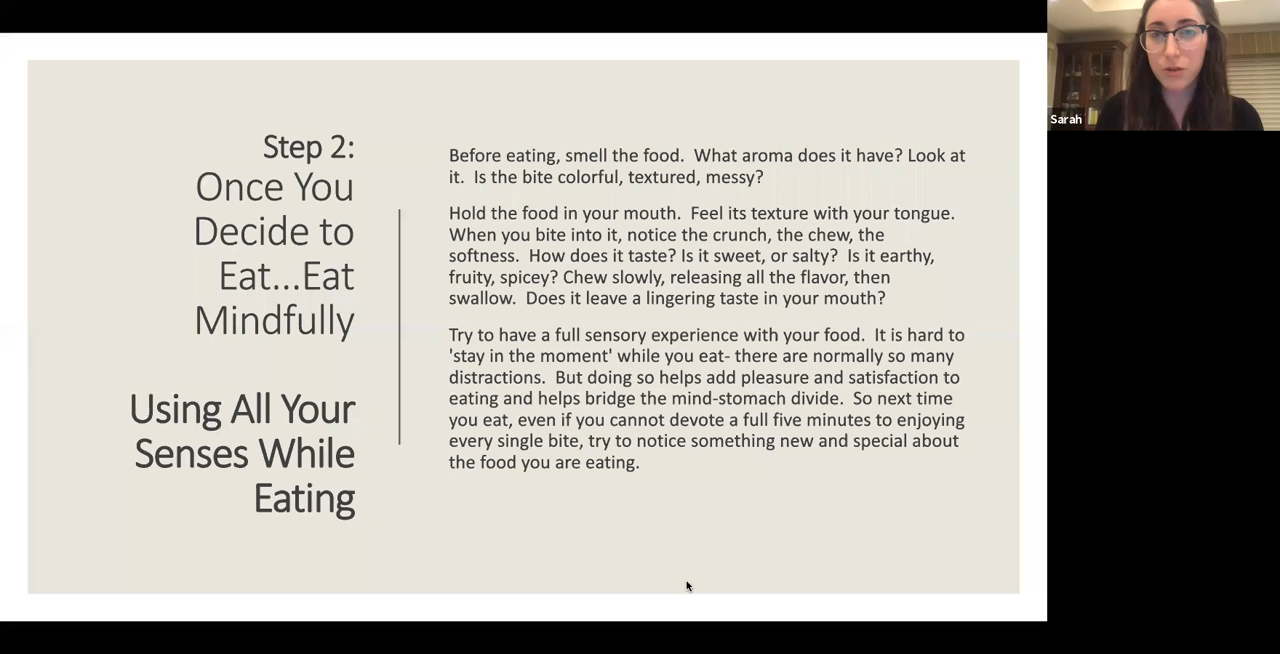 Step 2:
Once You
Decide to
Eat...Eat
Mindfully
Using All Your
Senses While
Eating
Before eating, smell the food.  What aroma does it have? Look at
it.  Is the bite colorful, textured, messy?
Hold the food in your mouth.  Feel its texture with your tongue.
When you bite into it, notice the crunch, the chew, the
softness.  How does it taste? Is it sweet, or salty?  Is it earthy,
fruity, spicey? Chew slowly, releasing all the flavor, then
swallow.  Does it leave a lingering taste in your mouth?
Try to have a full sensory experience with your food.  It is hard to
'stay in the moment' while you eat- there are normally so many
distractions.  But doing so helps add pleasure and satisfaction to
eating and helps bridge the mind-stomach divide.  So next time
you eat, even if you cannot devote a full five minutes to enjoying
every single bite, try to notice something new and special about
the food you are eating.
Sarah